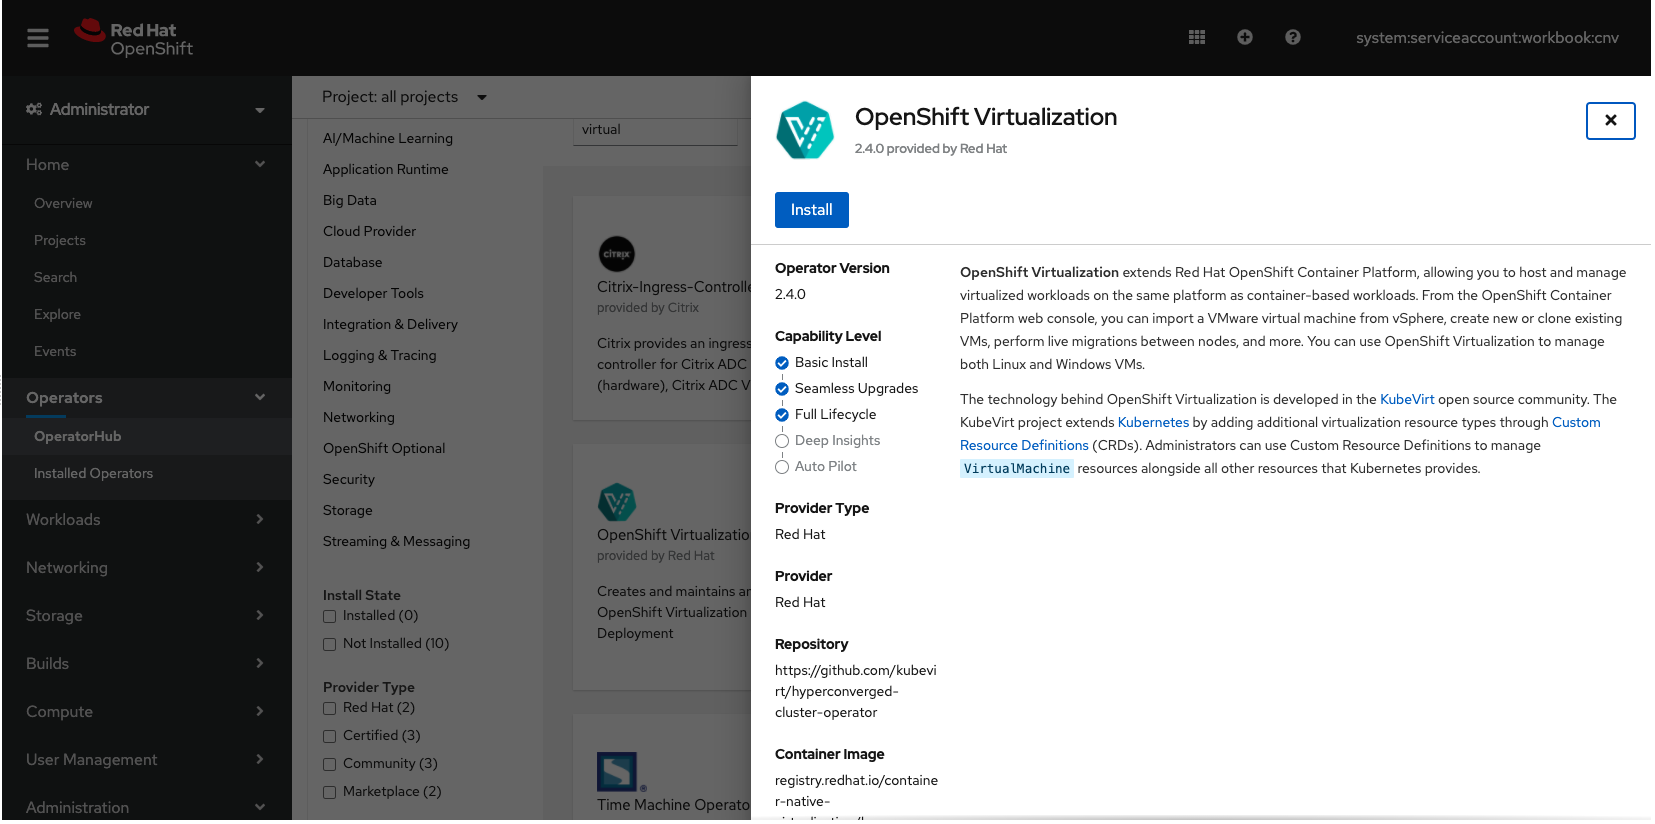 Red Hat
OpenShift
system:serviceaccount:workbook:cnv
Administrator
Home
Overview
Projects
Search
Explore
Events
Operators
OperatorHub
Installed Operators
Workloads
Networking
Storage
Builds
Compute
User Management
Administration
Project: all projects
AI/Machine Learning
Application Runtime
Big Data
Cloud Provider
Database
Developer Tools
Integration & Delivery
Logging & Tracing
Monitoring
Networking
OpenShift Optional
Security
Storage
Streaming & Messaging
Install State
Installed (0)
Not Installed (10)
Provider Type
Red Hat (2)
Certified (3)
Community (3)
Marketplace (2)
virtual
citrix
Citrix-Ingress-Controlle
provided by Citrix
Citrix provides an ingress
controller for Citrix ADC
(hardware), Citrix ADC V
OpenShift Virtualizatio
provided by Red Hat
Creates and maintains an
OpenShift Virtualization
Deployment
Time Machine Operato
OpenShift Virtualization
2.4.0 provided by Red Hat
Install
Operator Version
2.4.0
Capability Level
Basic Install
Seamless Upgrades
Full Lifecycle
Deep Insights
Auto Pilot
Provider Type
Red Hat
Provider
Red Hat
Repository
https://github.com/kubevi
rt/hyperconverged-
cluster-operator
Container Image
registry.redhat.io/containe
r-native-
OpenShift Virtualization extends Red Hat OpenShift Container Platform, allowing you to host and manage
virtualized workloads on the same platform as container-based workloads. From the OpenShift Container
Platform web console, you can import a VMware virtual machine from vSphere, create new or clone existing
VMs, perform live migrations between nodes, and more. You can use OpenShift Virtualization to manage
both Linux and Windows VMs.
The technology behind OpenShift Virtualization is developed in the KubeVirt open source community. The
KubeVirt project extends Kubernetes by adding additional virtualization resource types through Custom
Resource Definitions (CRDs). Administrators can use Custom Resource Definitions to manage
VirtualMachine resources alongside all other resources that Kubernetes provides.